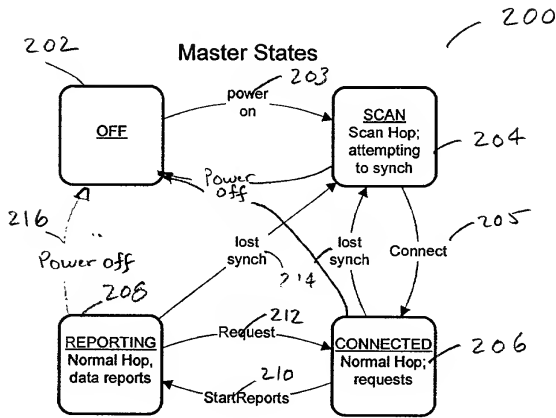 200
202
Master States
203
power
on
OFF
SCAN
Scan Hop;
attempting
to synch
204
Power
off
216
Power off
lost
synch
214
lost
synch
Connect
205
208
REPORTING
Normal Hop,
data reports
212
Request
210
StartReports
CONNECTED
Normal Hop;
requests
206